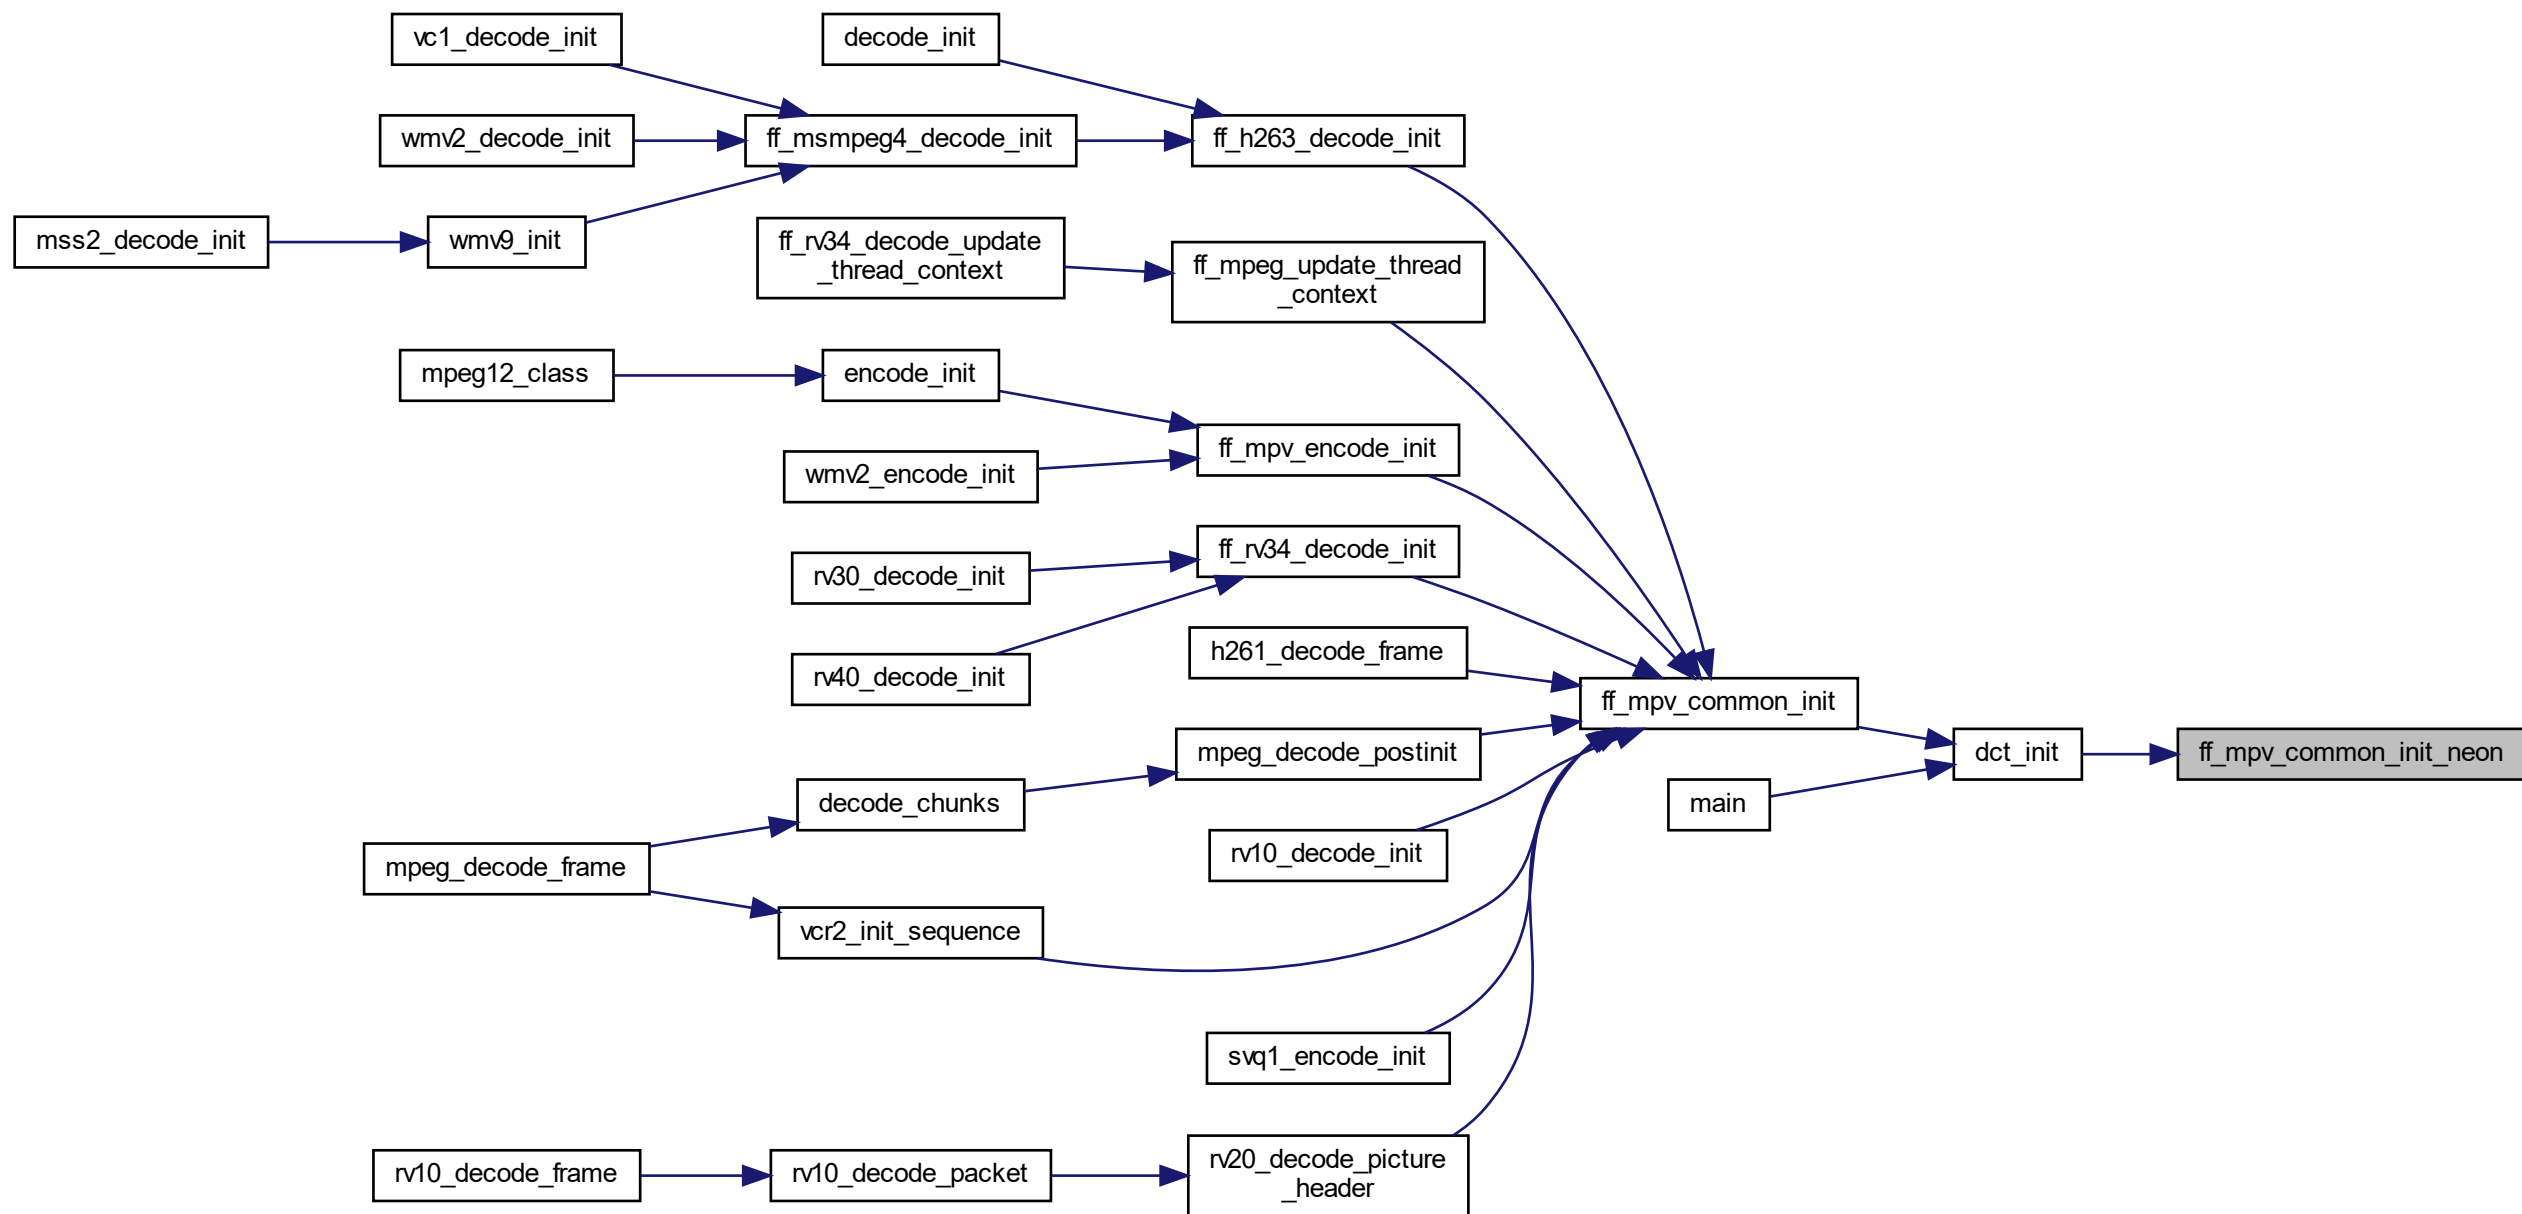 vc1_decode_init
decode_init
wmv2_decode_init
ff_msmpeg4_decode_init
ff_h263_decode_init
mss2_decode_init
wmv9_init
ff_rv34_decode_update
_thread_context
ff_mpeg_update_thread
_context
mpeg12_class
encode_init
ff_mpv_encode_init
wmv2_encode_init
ff_rv34_decode_init
rv30_decode_init
h261_decode_frame
rv40_decode_init
ff_mpv_common_init
mpeg_decode_postinit
dct_init
ff_mpv_common_init_neon
decode_chunks
main
mpeg_decode_frame
rv10_decode_init
vcr2_init_sequence
svq1_encode_init
rv10_decode_frame
rv10_decode_packet
rv20_decode_picture
_header